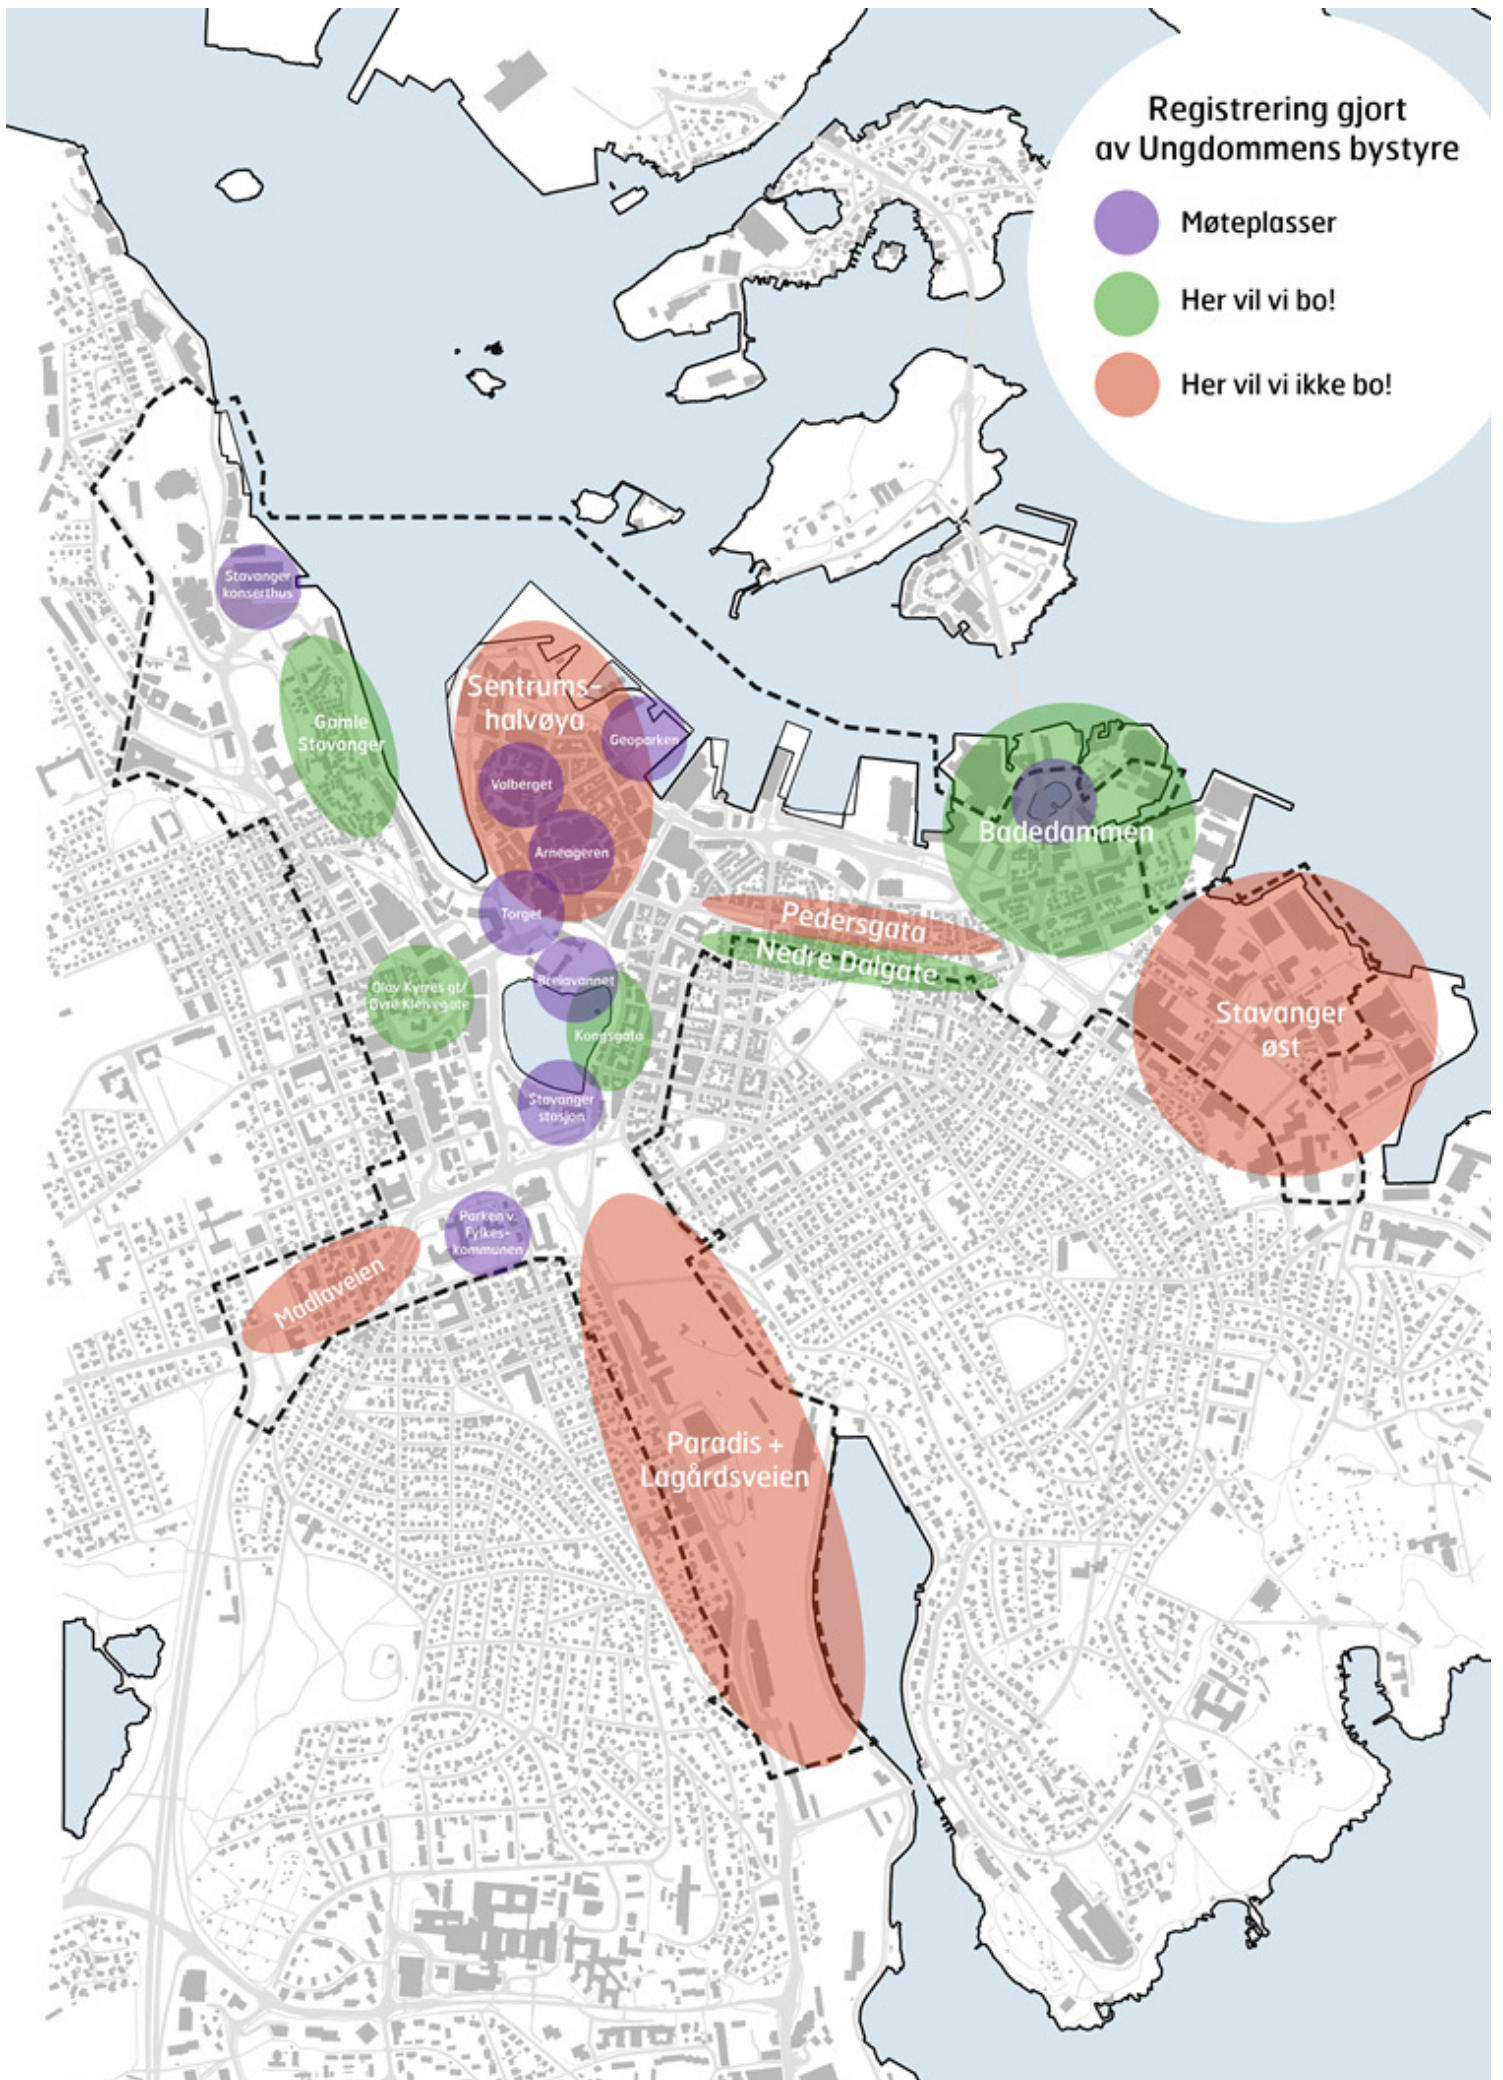 Registrering gjort
av Ungdommens bystyre
Møteplasser
Her vil vi bo!
Her vil vi ikke bo!
Stavanger
konserthus
Gamle
Stavanger
Sentrums-
halvøya
Geoparken
Valberget
Arneageren
Torget
Badedammen
Pedersgata
Nedre Dalgate
Breiavannet
Olav Kyrres gt/
Øvre Kleivegate
Kongsgata
Stavanger
øst
Stavanger
stasjon
Parken v.
Fylkes-
kommunen
Madlaveien
Paradis +
Lagårdsveien